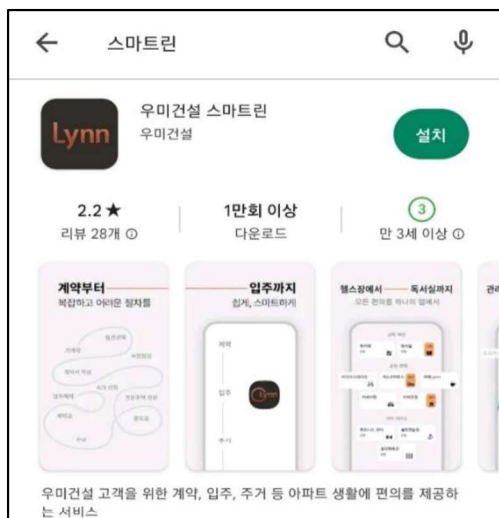 스마트린
Lynn
우미건설 스마트린
우미건설
설치
2.2★
리뷰 28개
1만회 이상
다운로드
3
만 3세 이상
계약부터
복잡하고 어려운 절차를
입주까지
쉽게, 스마트하게
계약
입주
주거
Lynn
헬스장에서 독서실까지
모든 편의를 하나의 앱에서
관리
우미건설 고객을 위한 계약, 입주, 주거 등 아파트 생활에 편의를 제공하
는 서비스